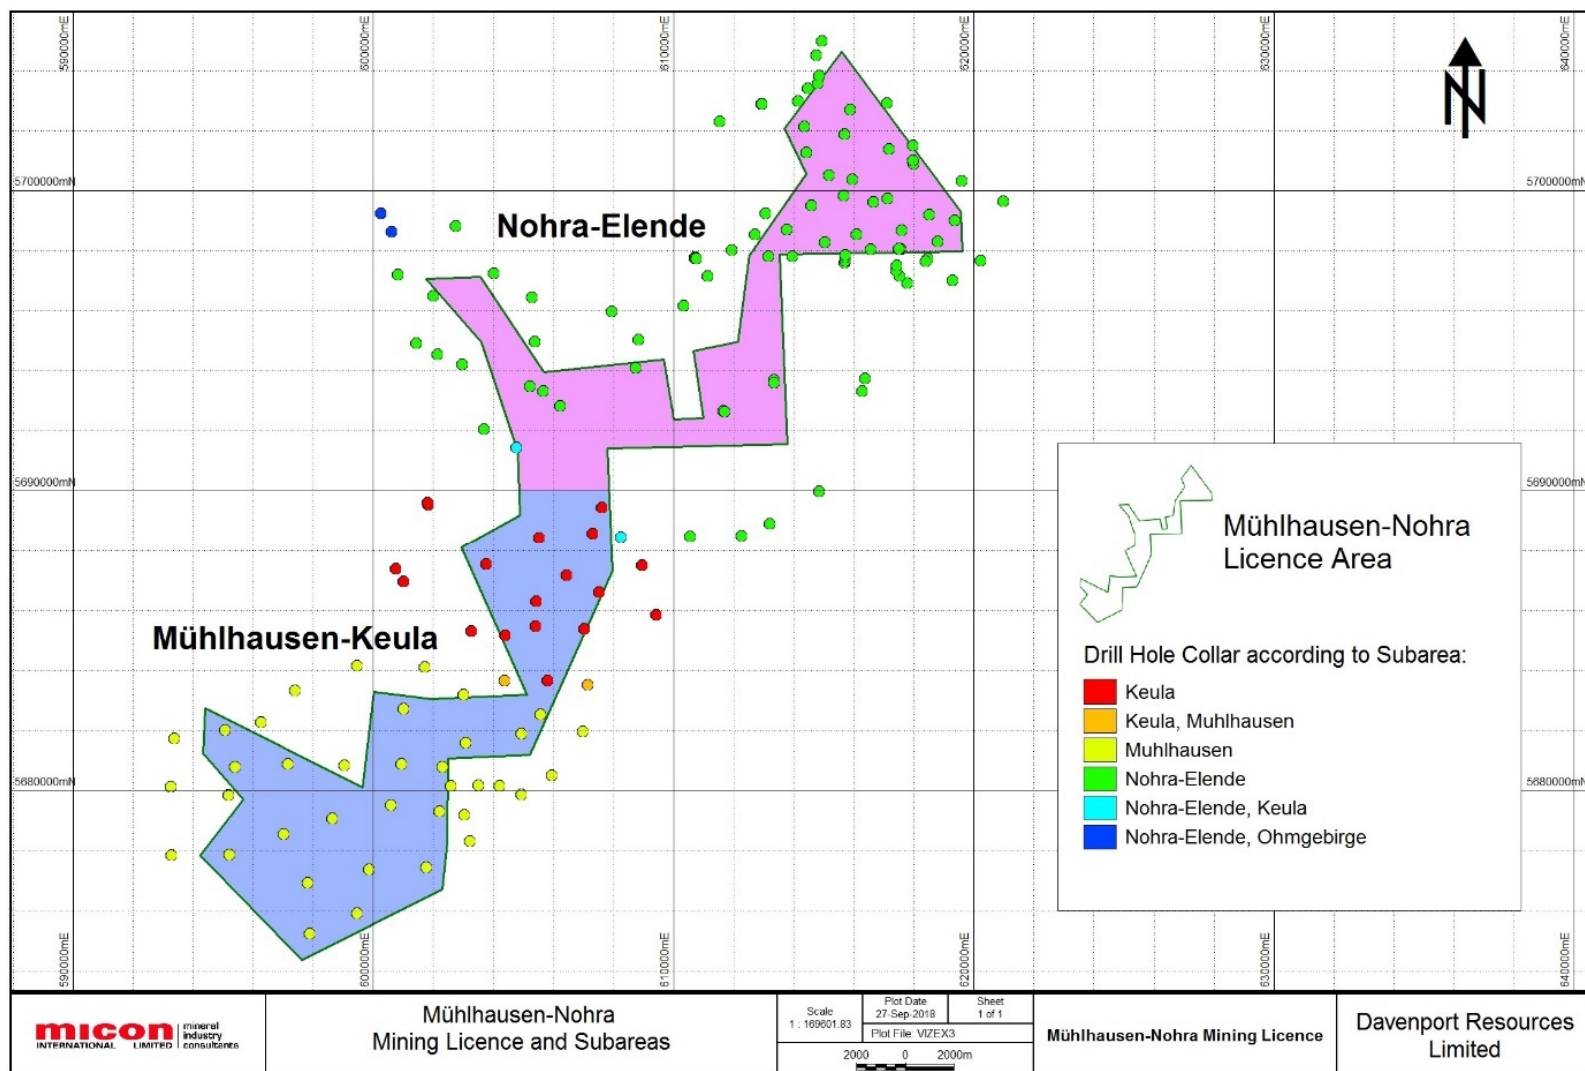 590000mE
600000mE
610000mE
620000mE
630000mE
640000mE
N
5700000mN
5700000mN
Nohra-Elende
5690000mN
5690000mN
Mühlhausen-Nohra
Licence Area
Mühlhausen-Keula
Drill Hole Collar according to Subarea:
Keula
Keula, Muhlhausen
Muhlhausen
Nohra-Elende
Nohra-Elende, Keula
Nohra-Elende, Ohmgebirge
5680000mN
5680000mN
590000mE
600000mE
610000mE
620000mE
630000mE
640000mE
micon
INTERNATIONAL LIMITED
mineral
industry
consultants
Mühlhausen-Nohra
Mining Licence and Subareas
Scale
1 : 169601.83
Plot Date
27-Sep-2018
Sheet
1 of 1
Plot File: VIZEX3
2000 0 2000m
Mühlhausen-Nohra Mining Licence
Davenport Resources
Limited